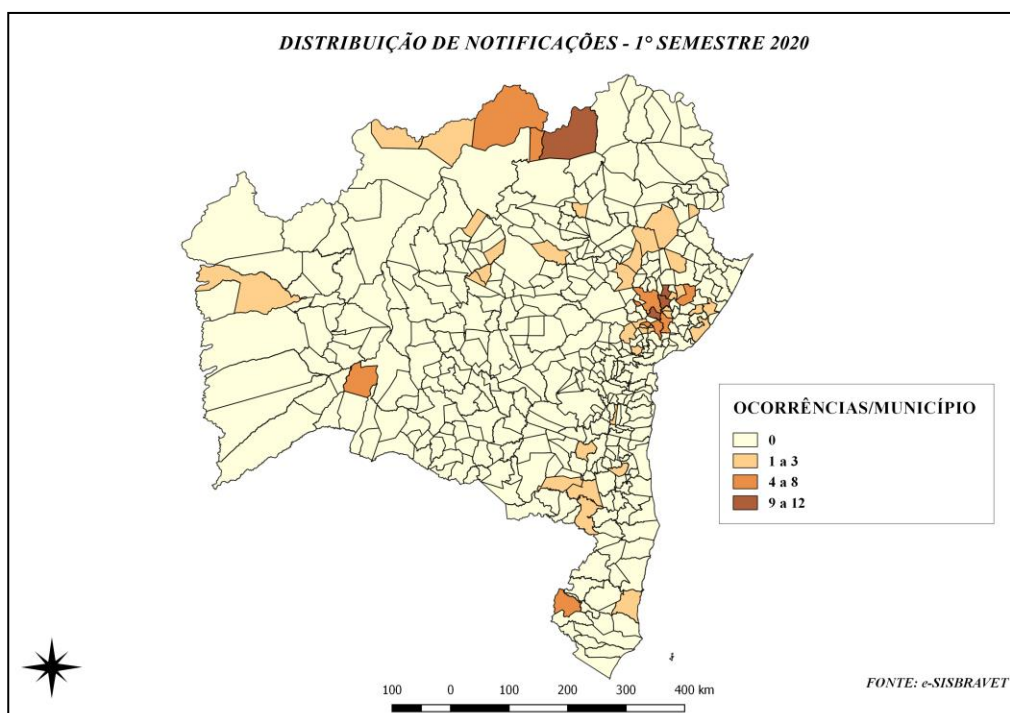 DISTRIBUIÇÃO DE NOTIFICAÇÕES - 1° SEMESTRE 2020
OCORRÊNCIAS/MUNICÍPIO
0
1 a 3
4 a 8
9 a 12
FONTE: e-SISBRAVET
100 0 100 200 300 400 km